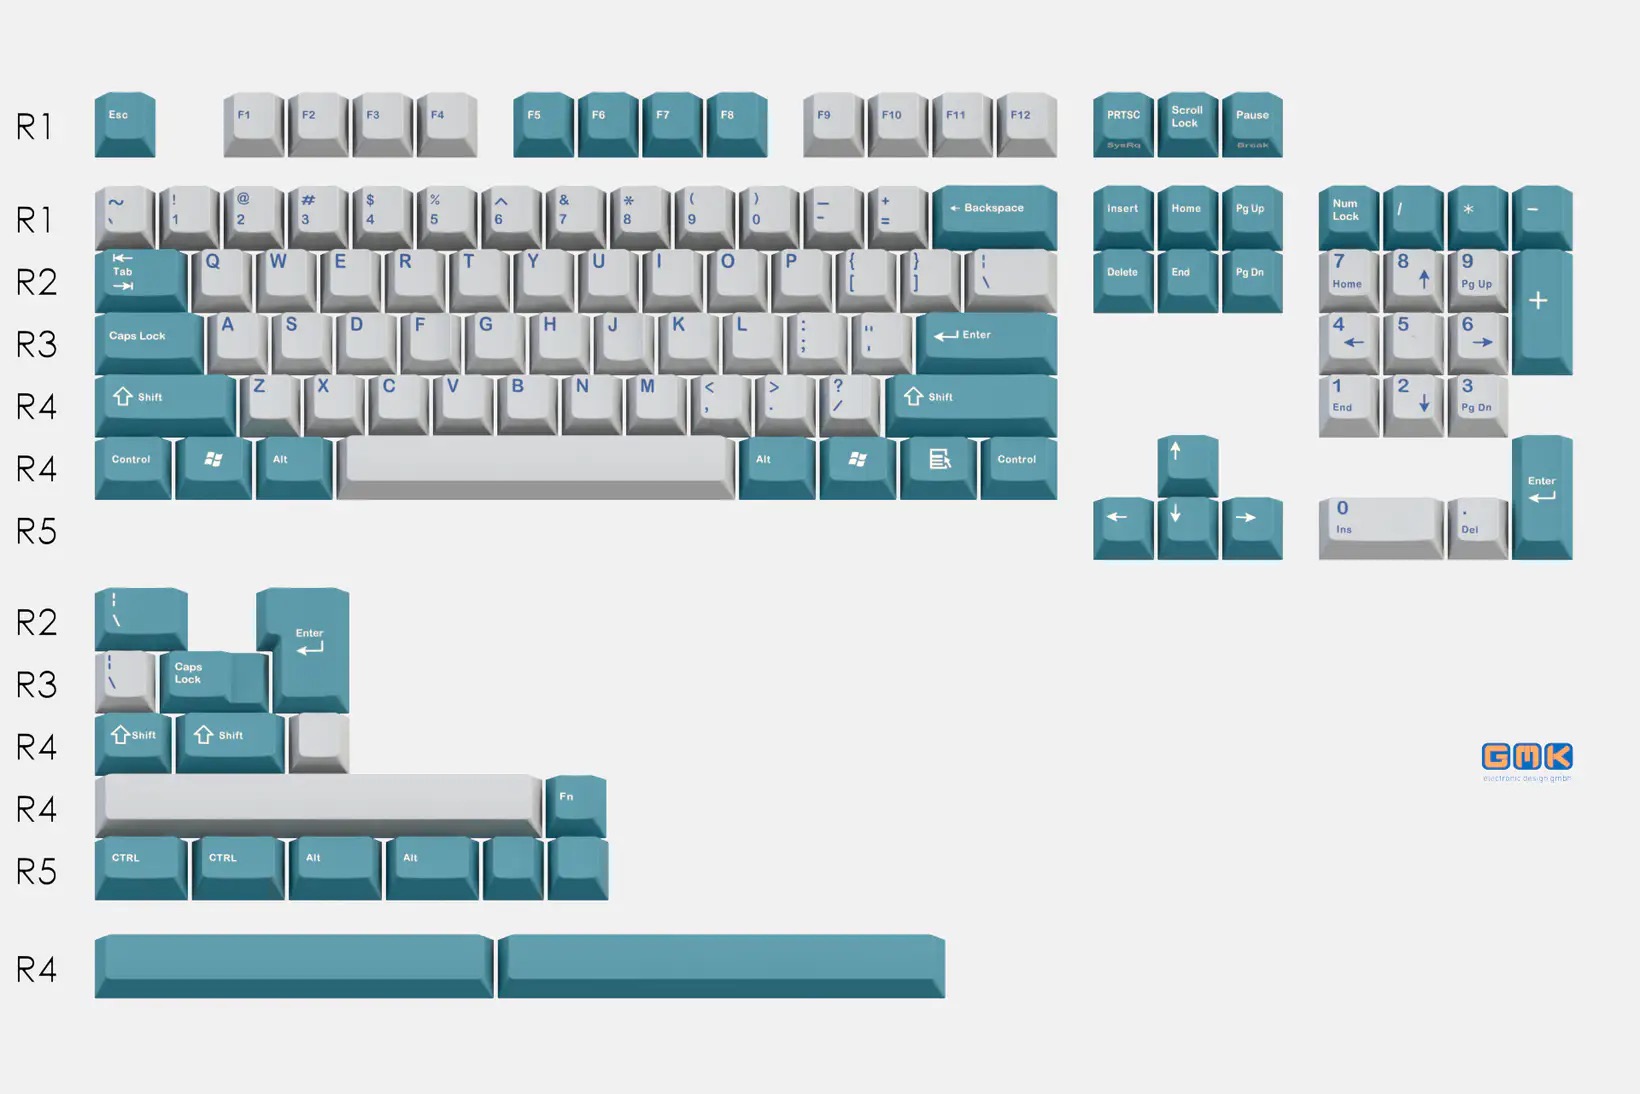 R1 Esc F1 F2 F3 F4 F5 F6 F7 F8 F9 F10 F11 F12 PRTSC SysRq Scroll Lock Pause Break
R1 ~ ` ! 1 @ 2 # 3 $ 4 % 5 ^ 6 & 7 * 8 ( 9 ) 0 _ - + = ← Backspace Insert Home Pg Up Num Lock / * -
R2 Tab Q W E R T Y U I O P { [ } ] ¦ \ Delete End Pg Dn 7 Home 8 ↑ 9 Pg Up +
R3 Caps Lock A S D F G H J K L : ; " ' Enter 4 ← 5 6 →
R4 Shift Z X C V B N M < , > . ? / Shift 1 End 2 ↓ 3 Pg Dn
R4 Control Alt Alt Control ↑ Enter
R5 ← ↓ → 0 Ins . Del
R2 ¦ \ Enter
R3 ¦ \ Caps Lock
R4 Shift Shift
R4 Fn
R5 CTRL CTRL Alt Alt
R4
GMK
electronic design gmbh